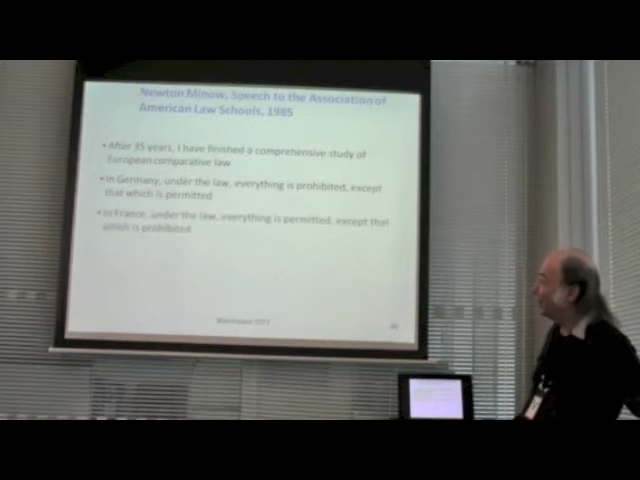 Newton Minow, Speech to the Association of
American Law Schools, 1985
• After 35 years, I have finished a comprehensive study of
European comparative law
• In Germany, under the law, everything is prohibited, except
that which is permitted
• In France, under the law, everything is permitted, except that
which is prohibited